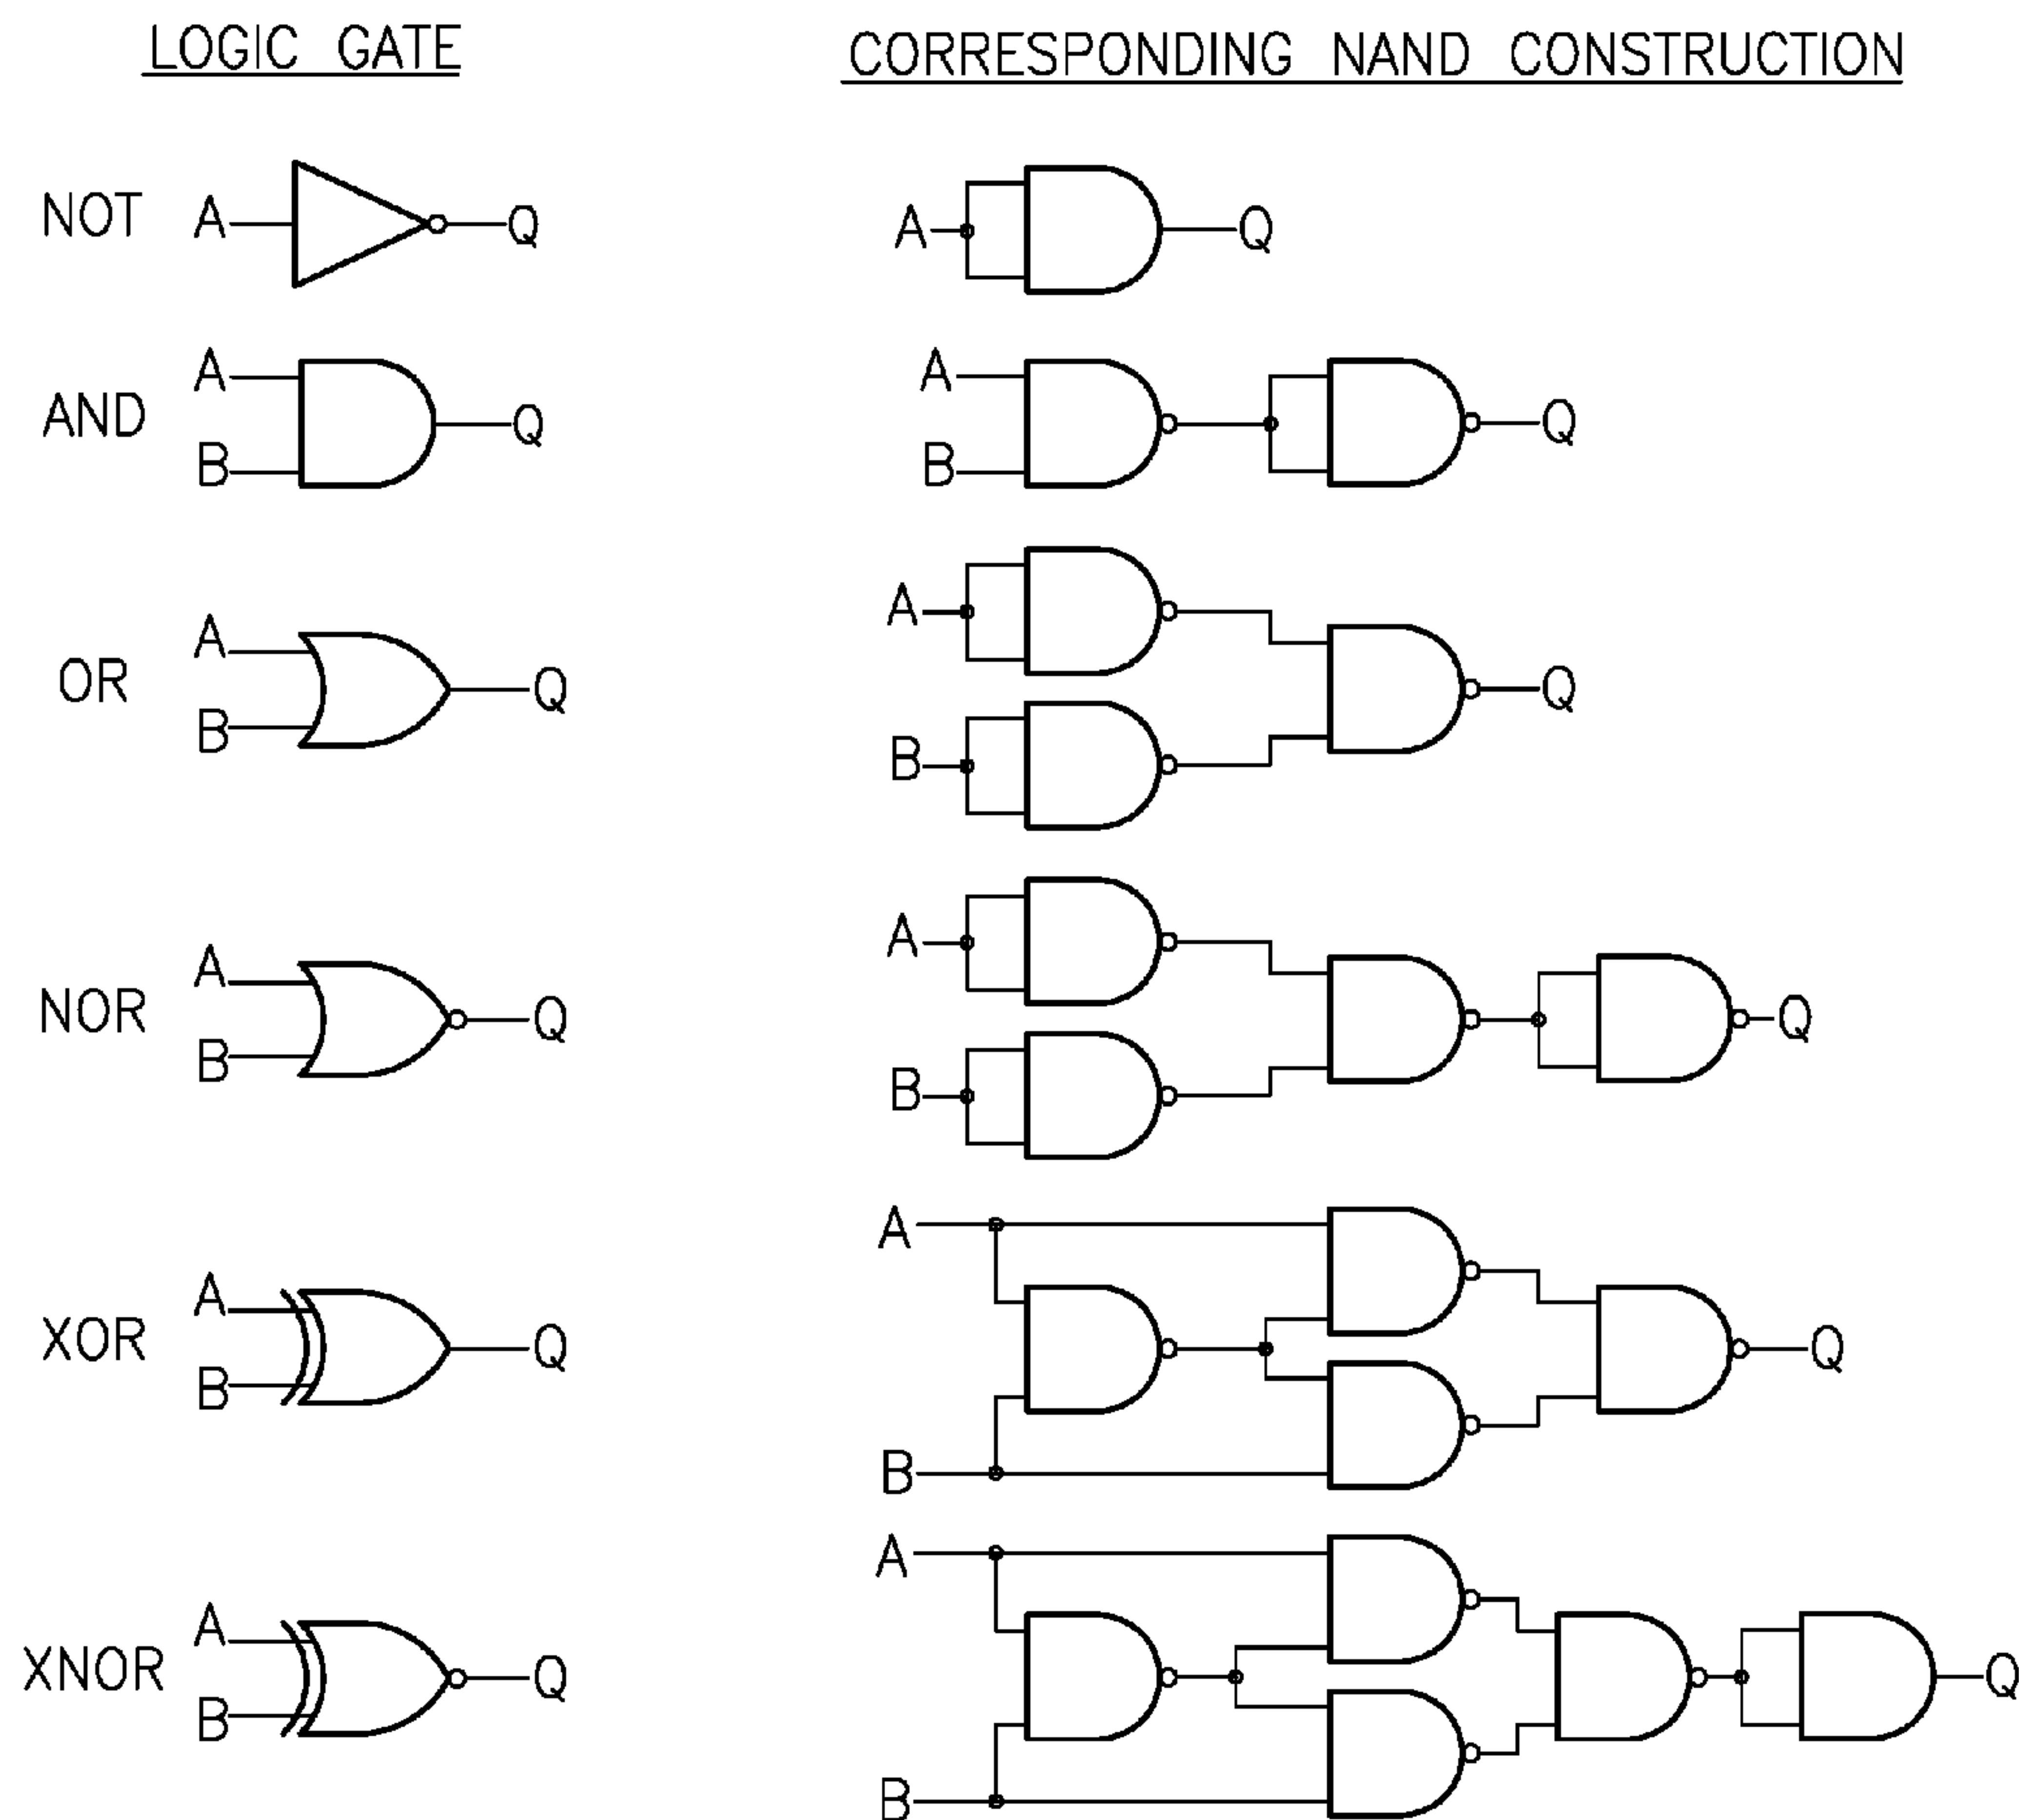 LOGIC GATE
CORRESPONDING NAND CONSTRUCTION
NOT A Q
A Q
A
AND Q
B
A
Q
B
A
OR Q
B
A
Q
B
A
NOR Q
B
A
Q
B
A
XOR Q
B
A
Q
B
A
XNOR Q
B
A
Q
B